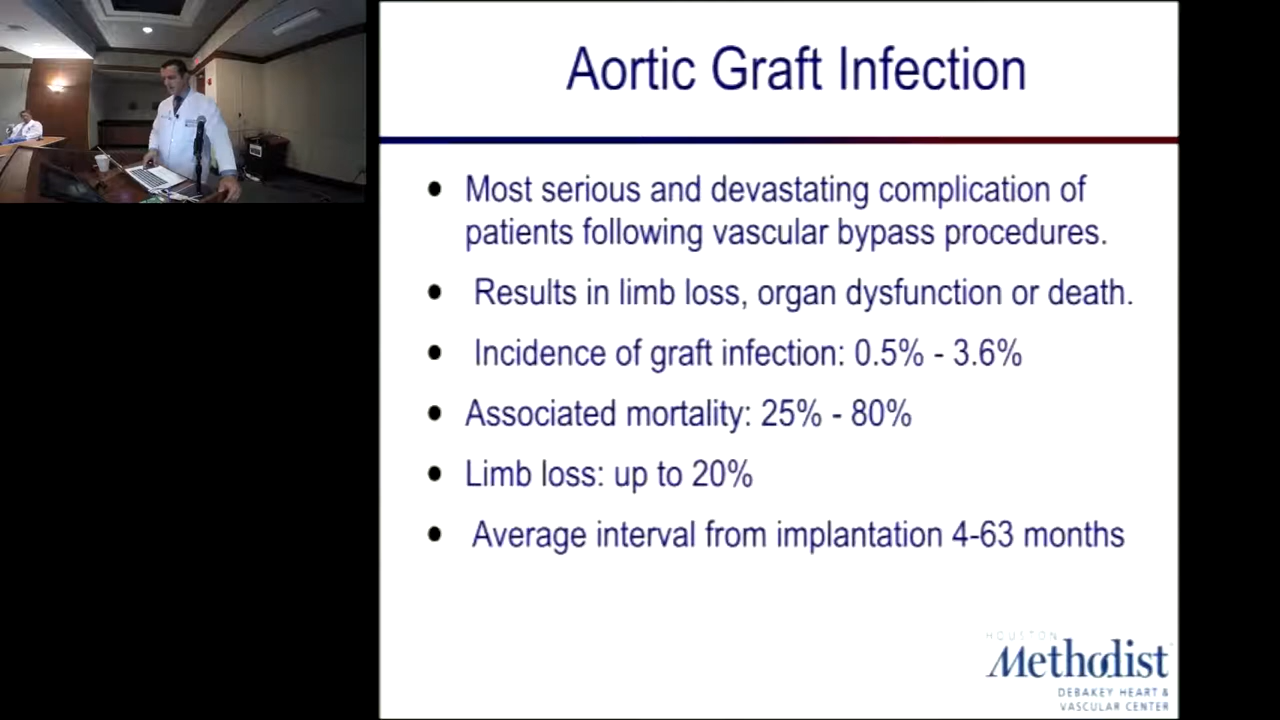 Aortic Graft Infection
• Most serious and devastating complication of
patients following vascular bypass procedures.
• Results in limb loss, organ dysfunction or death.
• Incidence of graft infection: 0.5% - 3.6%
• Associated mortality: 25% - 80%
• Limb loss: up to 20%
• Average interval from implantation 4-63 months
HOUSTON
Methodist
DEBAKEY HEART &
VASCULAR CENTER